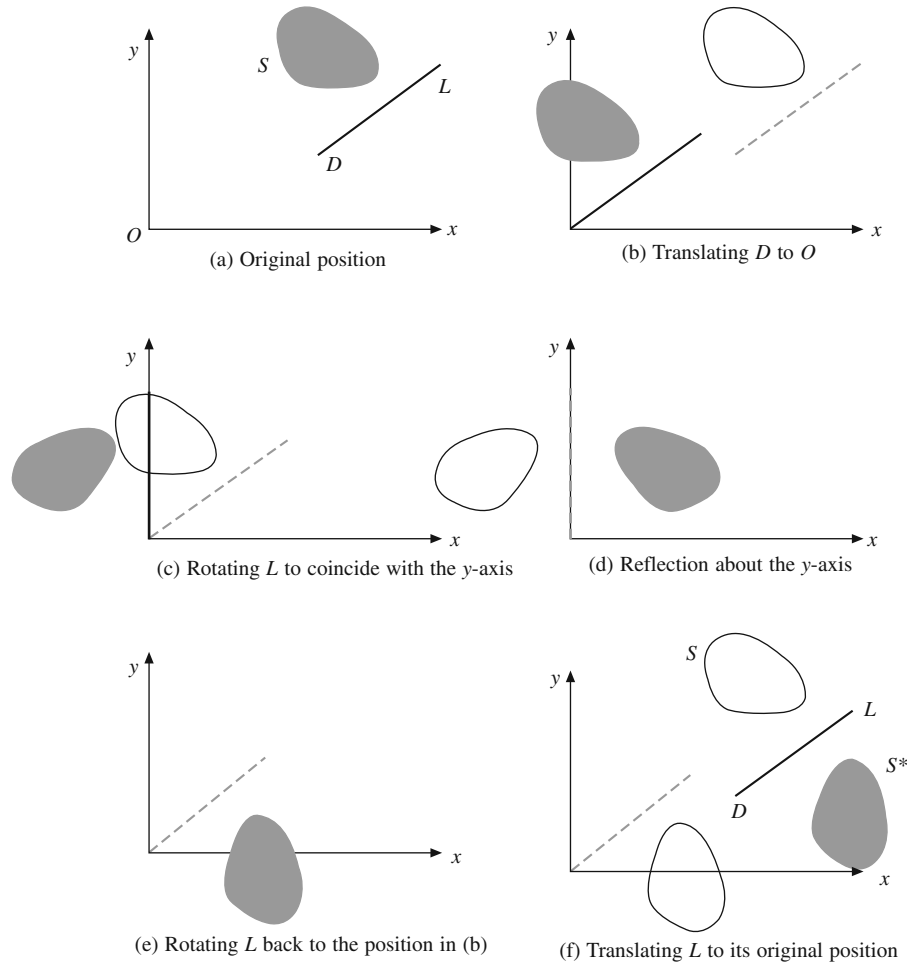 y
S
L
D
O
x
(a) Original position
y
x
(b) Translating D to O
y
x
(c) Rotating L to coincide with the y-axis
y
x
(d) Reflection about the y-axis
y
x
(e) Rotating L back to the position in (b)
S
y
L
S*
D
x
(f) Translating L to its original position